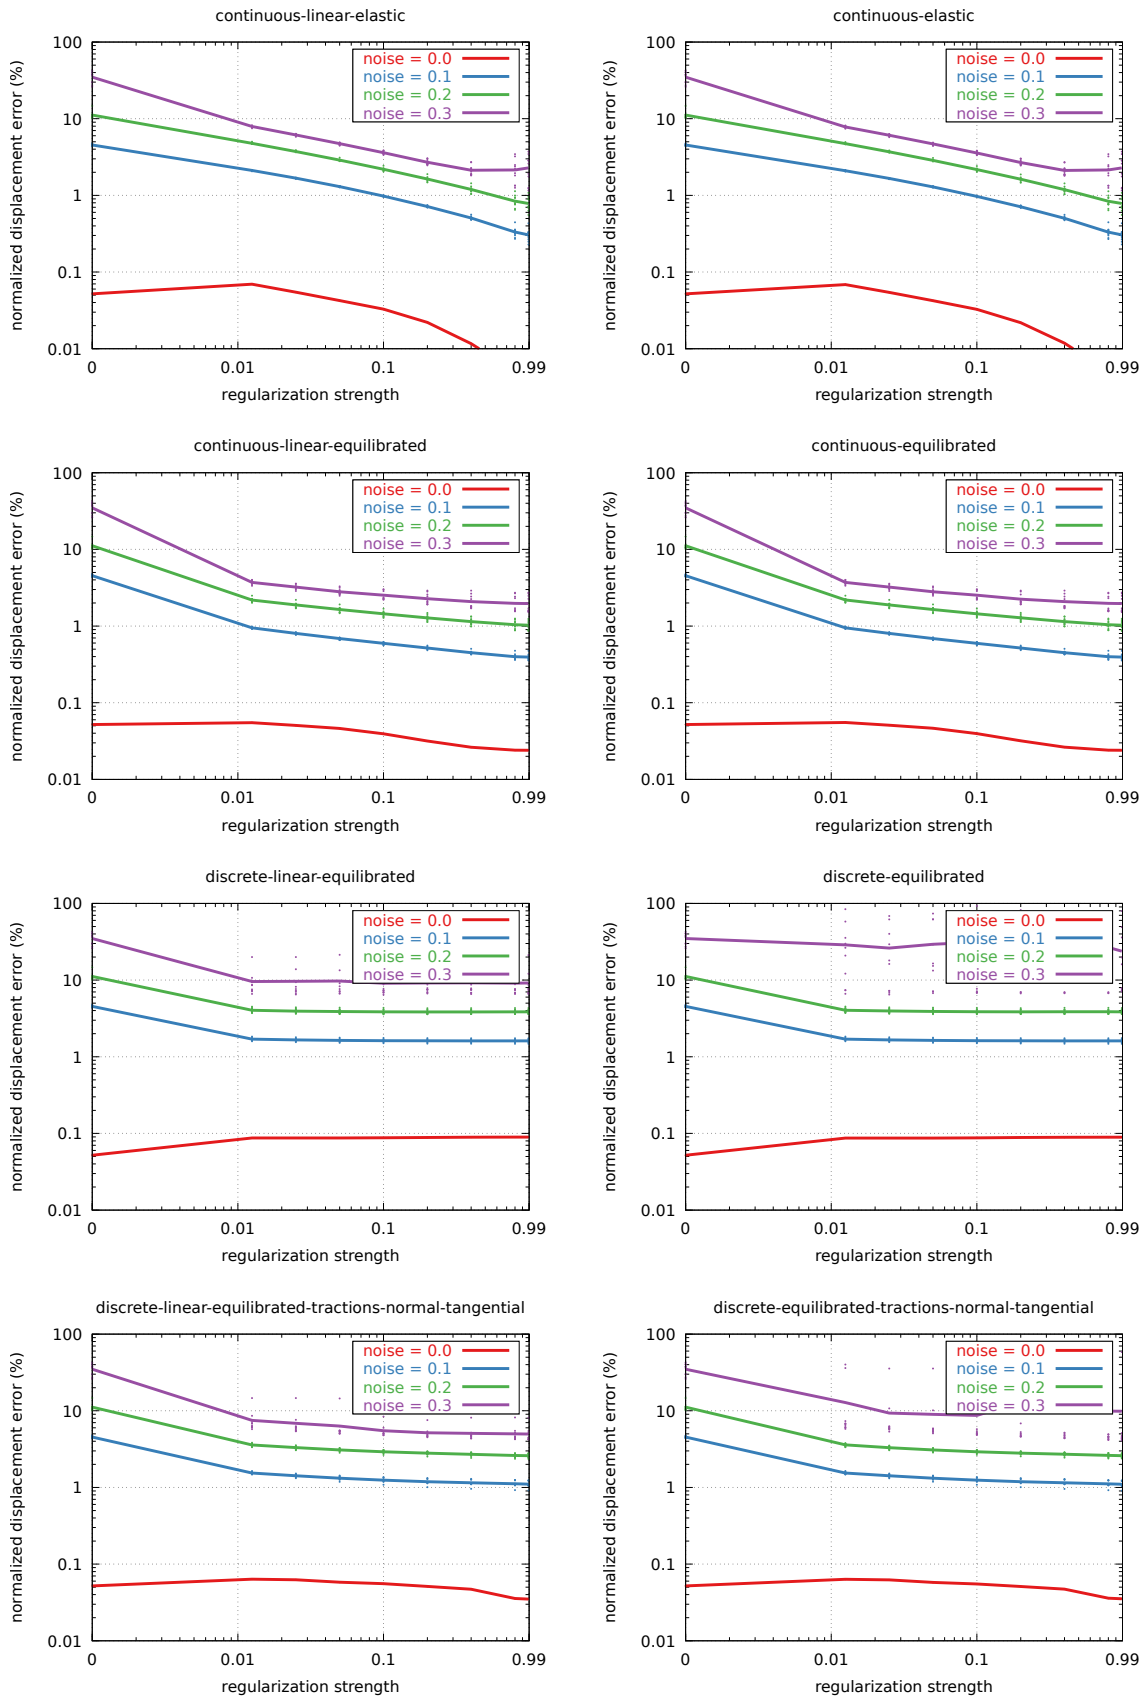 continuous-linear-elastic
normalized displacement error (%)
100
10
1
0.1
0.01
noise = 0.0
noise = 0.1
noise = 0.2
noise = 0.3
0 0.01 0.1 0.99
regularization strength
continuous-elastic
normalized displacement error (%)
100
10
1
0.1
0.01
noise = 0.0
noise = 0.1
noise = 0.2
noise = 0.3
0 0.01 0.1 0.99
regularization strength
continuous-linear-equilibrated
normalized displacement error (%)
100
10
1
0.1
0.01
noise = 0.0
noise = 0.1
noise = 0.2
noise = 0.3
0 0.01 0.1 0.99
regularization strength
continuous-equilibrated
normalized displacement error (%)
100
10
1
0.1
0.01
noise = 0.0
noise = 0.1
noise = 0.2
noise = 0.3
0 0.01 0.1 0.99
regularization strength
discrete-linear-equilibrated
normalized displacement error (%)
100
10
1
0.1
0.01
noise = 0.0
noise = 0.1
noise = 0.2
noise = 0.3
0 0.01 0.1 0.99
regularization strength
discrete-equilibrated
normalized displacement error (%)
100
10
1
0.1
0.01
noise = 0.0
noise = 0.1
noise = 0.2
noise = 0.3
0 0.01 0.1 0.99
regularization strength
discrete-linear-equilibrated-tractions-normal-tangential
normalized displacement error (%)
100
10
1
0.1
0.01
noise = 0.0
noise = 0.1
noise = 0.2
noise = 0.3
0 0.01 0.1 0.99
regularization strength
discrete-equilibrated-tractions-normal-tangential
normalized displacement error (%)
100
10
1
0.1
0.01
noise = 0.0
noise = 0.1
noise = 0.2
noise = 0.3
0 0.01 0.1 0.99
regularization strength